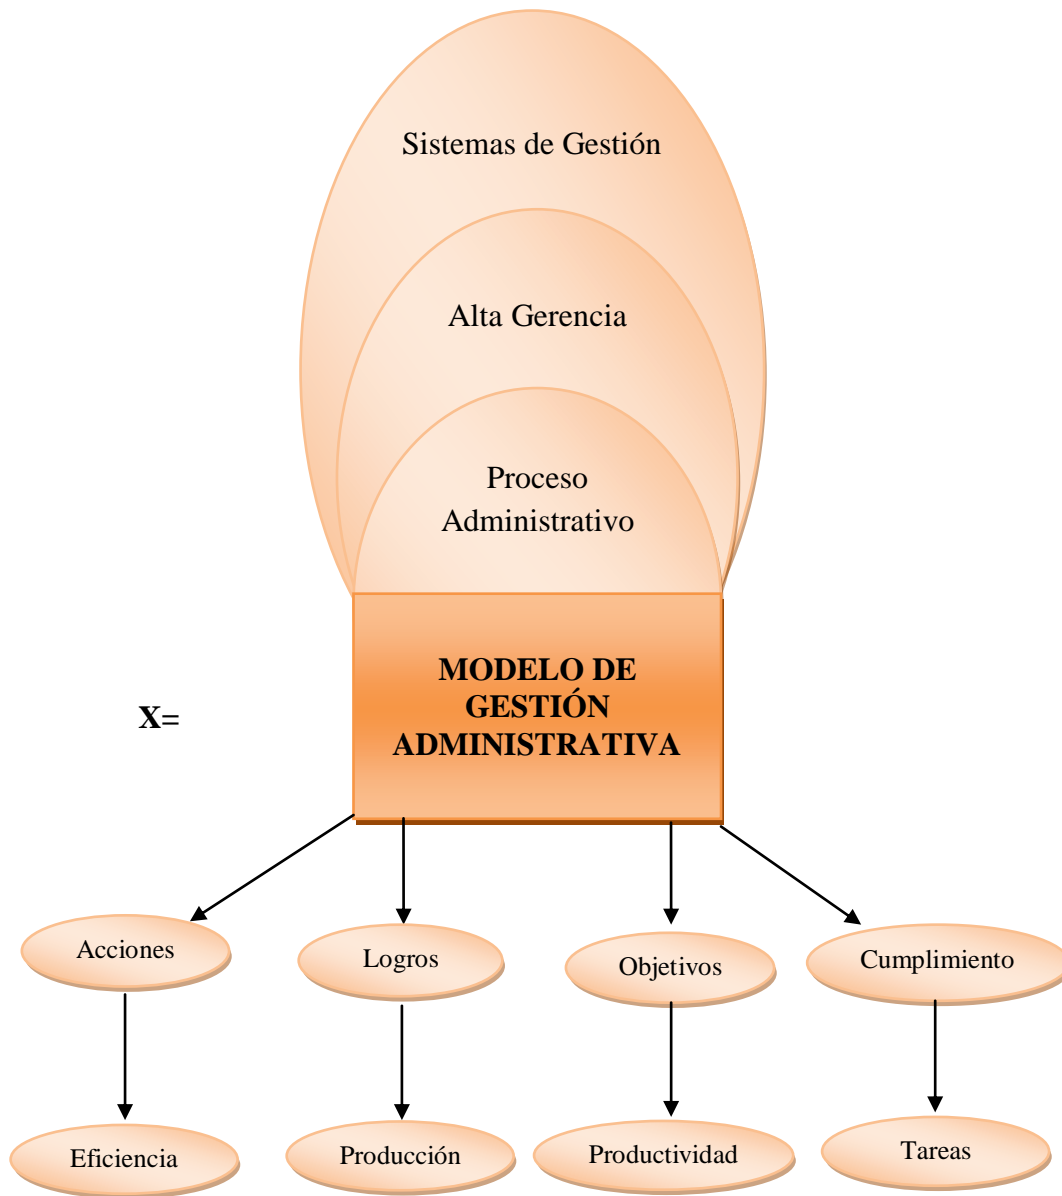 Sistemas de Gestión
Alta Gerencia
Proceso
Administrativo
X=
MODELO DE
GESTIÓN
ADMINISTRATIVA
Acciones
Logros
Objetivos
Cumplimiento
Eficiencia
Producción
Productividad
Tareas